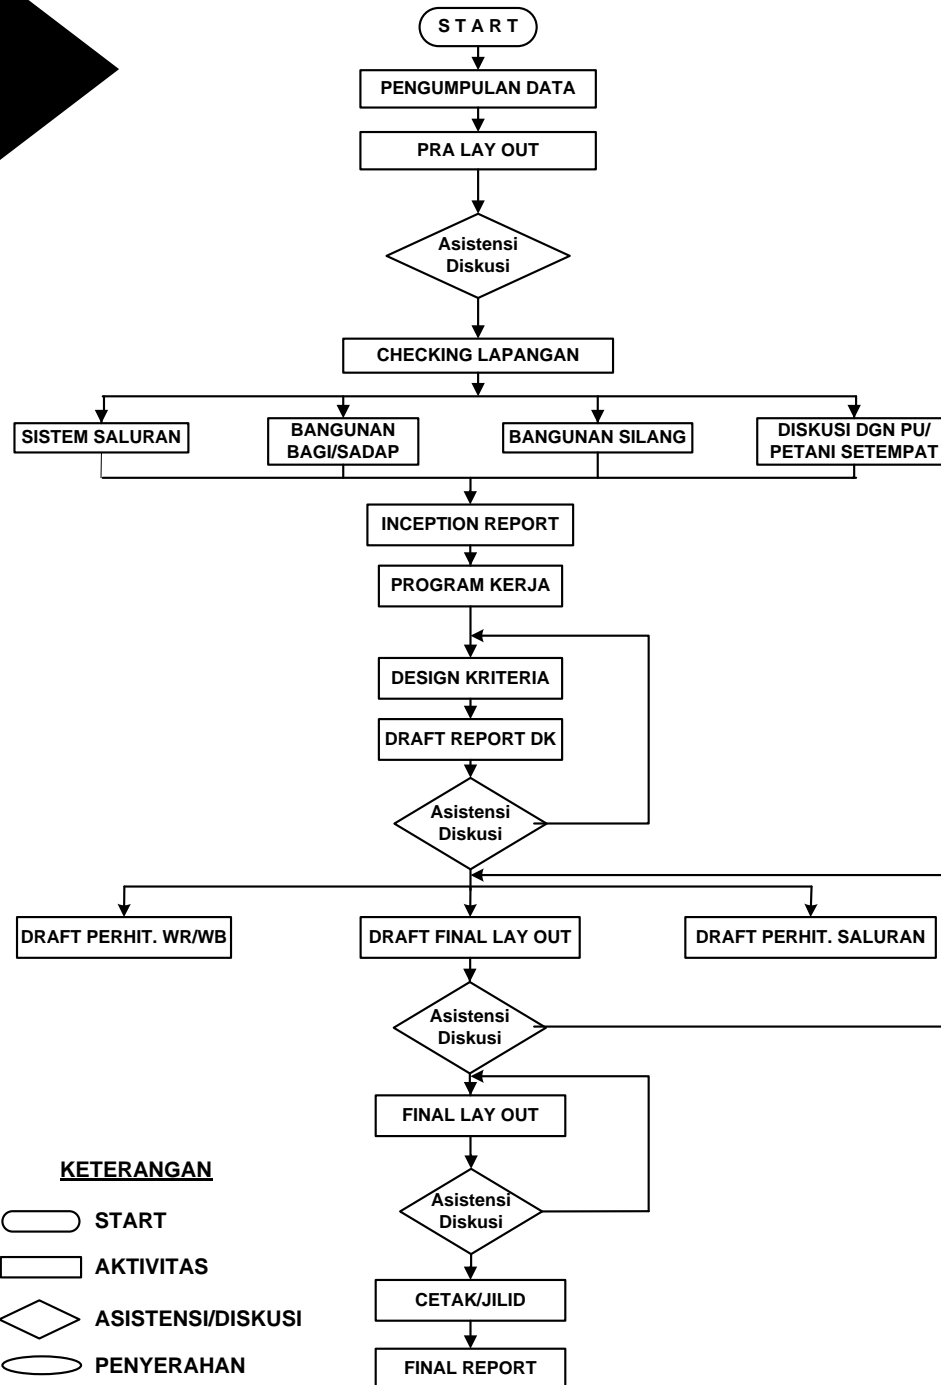 S T A R T
PENGUMPULAN DATA
PRA LAY OUT
Asistensi
Diskusi
CHECKING LAPANGAN
SISTEM SALURAN
BANGUNAN
BAGI/SADAP
BANGUNAN SILANG
DISKUSI DGN PU/
PETANI SETEMPAT
INCEPTION REPORT
PROGRAM KERJA
DESIGN KRITERIA
DRAFT REPORT DK
Asistensi
Diskusi
DRAFT PERHIT. WR/WB
DRAFT FINAL LAY OUT
DRAFT PERHIT. SALURAN
Asistensi
Diskusi
FINAL LAY OUT
Asistensi
Diskusi
CETAK/JILID
FINAL REPORT
KETERANGAN
START
AKTIVITAS
ASISTENSI/DISKUSI
PENYERAHAN